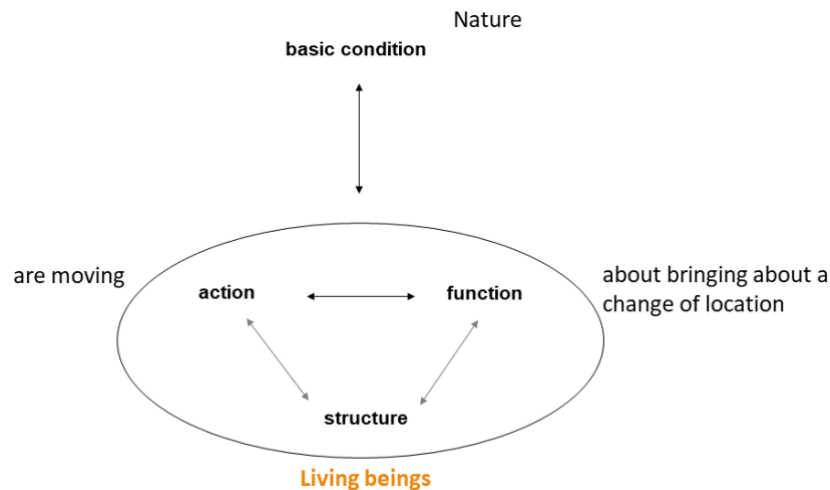 Nature
basic condition
are moving
action
function
about bringing about a
change of location
structure
Living beings